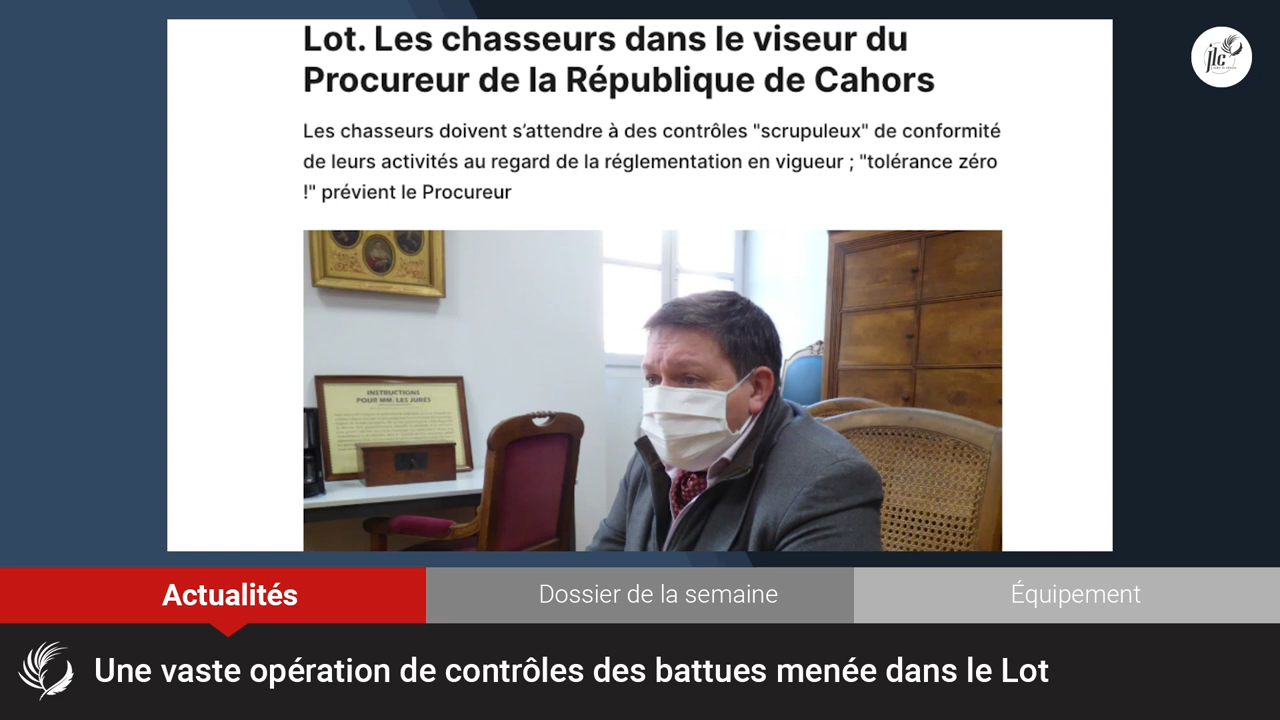 Lot. Les chasseurs dans le viseur du
Procureur de la République de Cahors
Les chasseurs doivent s’attendre à des contrôles "scrupuleux" de conformité
de leurs activités au regard de la réglementation en vigueur ; "tolérance zéro
!" prévient le Procureur
jlc
INSTRUCTIONS
POUR MM. LES JURÉS
Actualités
Dossier de la semaine
Équipement
Une vaste opération de contrôles des battues menée dans le Lot